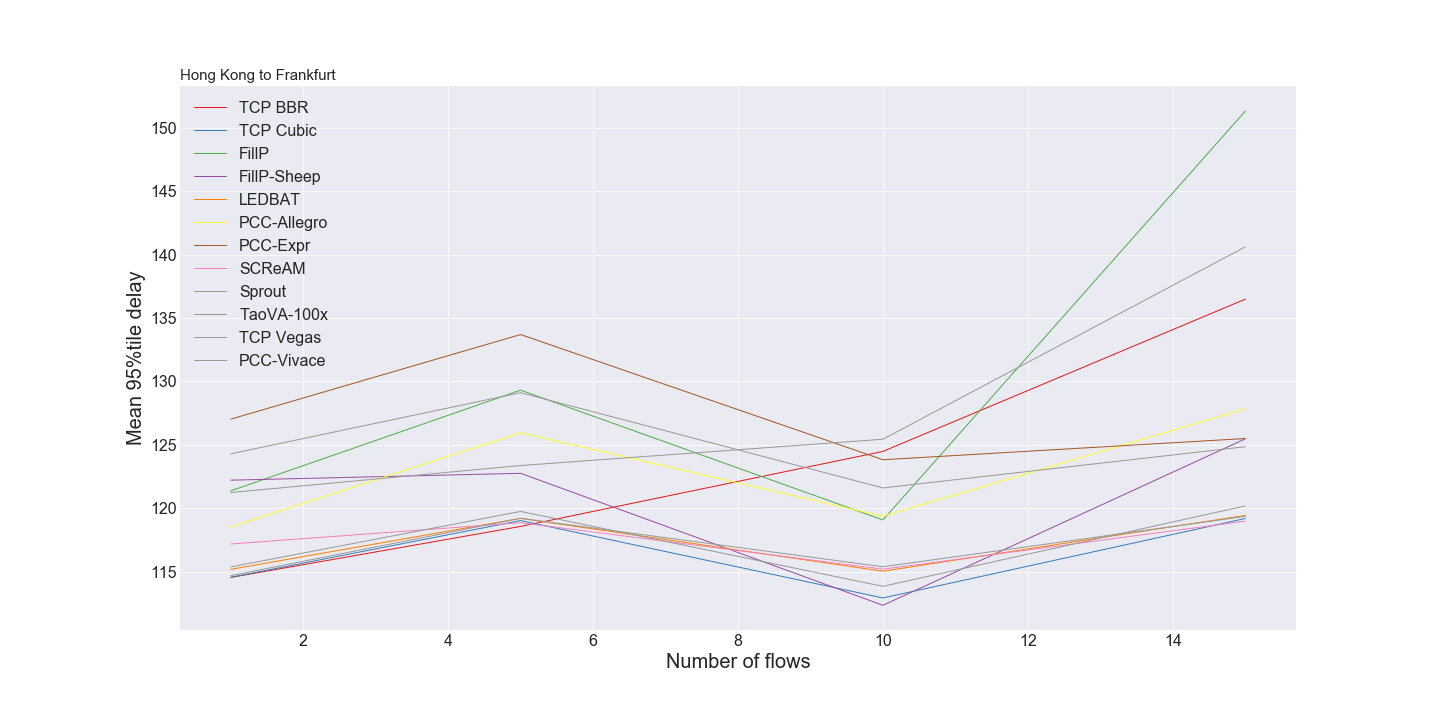 Hong Kong to Frankfurt
TCP BBR
TCP Cubic
FillP
FillP-Sheep
LEDBAT
PCC-Allegro
PCC-Expr
SCReAM
Sprout
TaoVA-100x
TCP Vegas
PCC-Vivace
150
145
140
135
130
125
120
115
Mean 95%tile delay
2 4 6 8 10 12 14
Number of flows